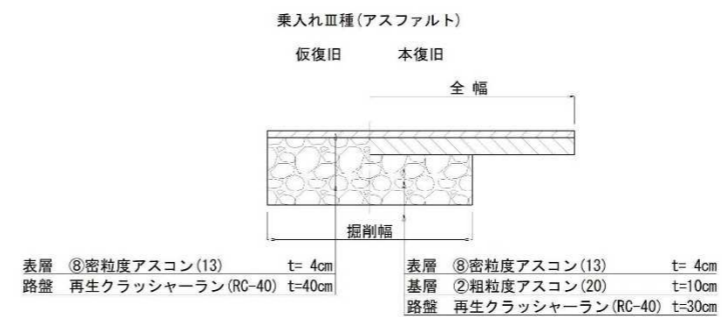 乗入れⅢ種(アスファルト)
仮復旧 本復旧
全幅
掘削幅
表層 ⑧密粒度アスコン(13) t= 4cm
路盤 再生クラッシャーラン(RC-40) t=40cm
表層 ⑧密粒度アスコン(13) t= 4cm
基層 ②粗粒度アスコン(20) t=10cm
路盤 再生クラッシャーラン(RC-40) t=30cm